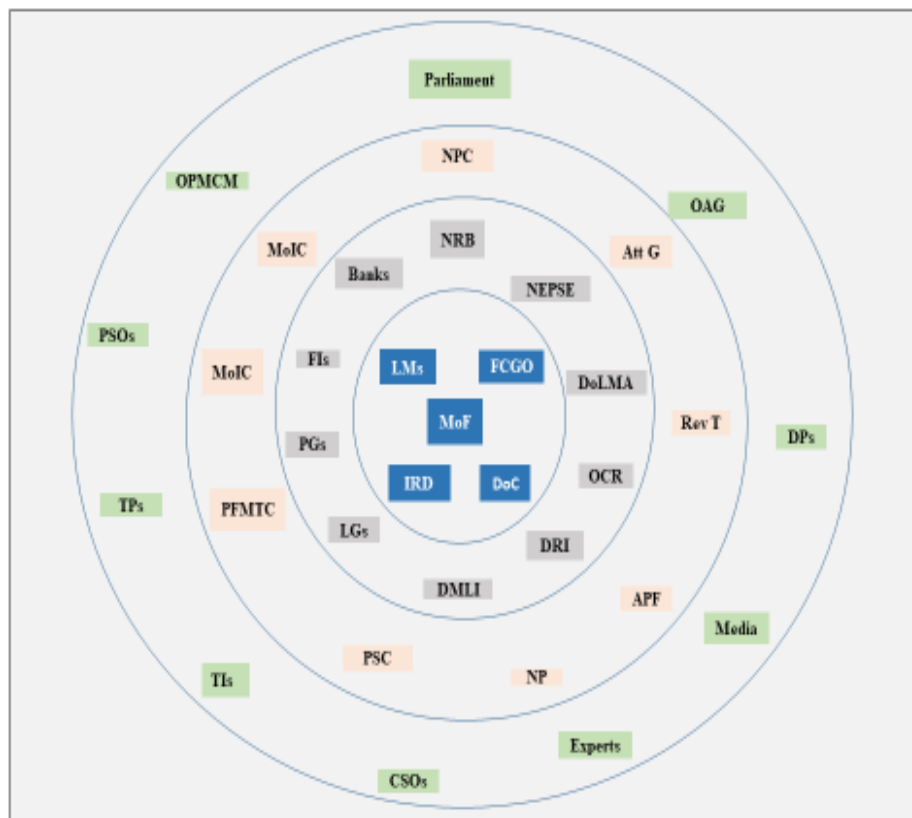 Parliament
NPC
OPMCM
OAG
NRB
MoIC
Att G
Banks
NEPSE
PSOs
FIs
LMs
FCGO
MoIC
DoLMA
MoF
Rev T
DPs
PGs
IRD
DoC
OCR
TPs
PFMTC
LGs
DRI
DMLI
APF
Media
PSC
NP
TIs
Experts
CSOs